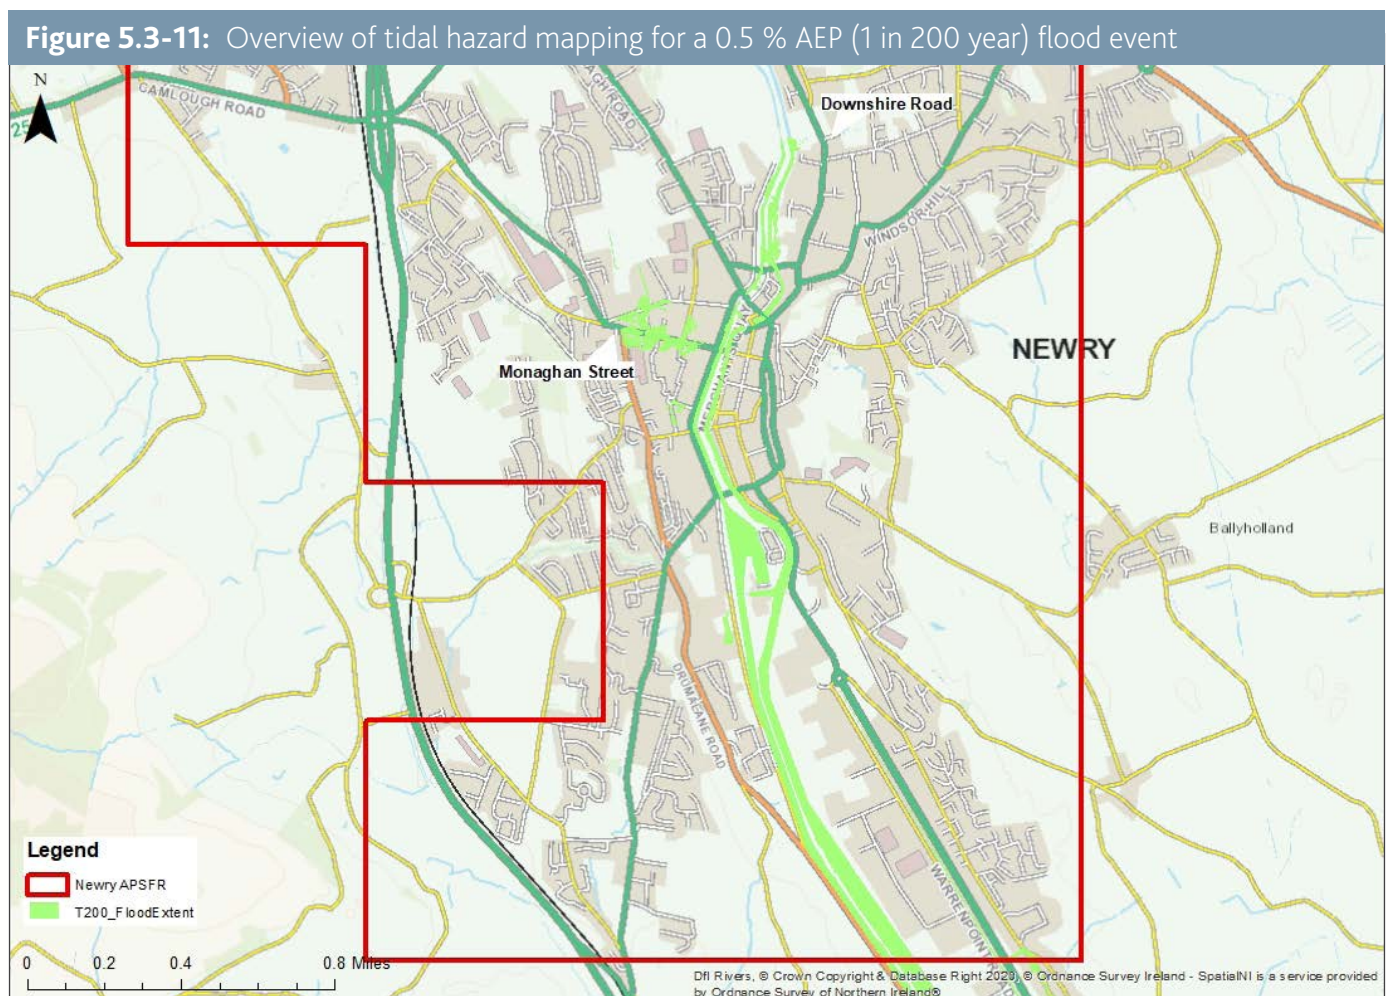 Figure 5.3-11: Overview of tidal hazard mapping for a 0.5 % AEP (1 in 200 year) flood event
N
CAMLOUGH ROAD
25
AGH ROAD
Downshire Road
WINDSOR HILL
Monaghan Street
NEWRY
Ballyholland
DRUMALANE ROAD
WARRENPOINT
Legend
Newry APSFR
T200_FloodExtent
0 0.2 0.4 0.8 Miles
DfI Rivers, © Crown Copyright & Database Right 2023, © Ordnance Survey Ireland - SpatialNI is a service provided
by Ordnance Survey of Northern Ireland®